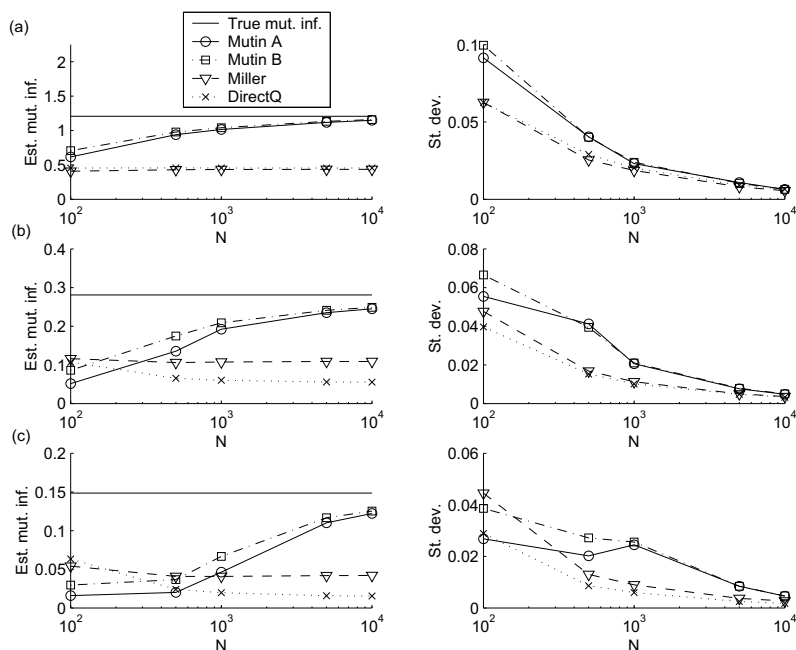 True mut. inf.
Mutin A
Mutin B
Miller
DirectQ
(a)
Est. mut. inf.
2
1.5
1
0.5
0
10^2
10^3
10^4
N
St. dev.
0.1
0.05
0
10^2
10^3
10^4
N
(b)
Est. mut. inf.
0.4
0.3
0.2
0.1
0
10^2
10^3
10^4
N
St. dev.
0.08
0.06
0.04
0.02
0
10^2
10^3
10^4
N
(c)
Est. mut. inf.
0.2
0.15
0.1
0.05
0
10^2
10^3
10^4
N
St. dev.
0.06
0.04
0.02
0
10^2
10^3
10^4
N